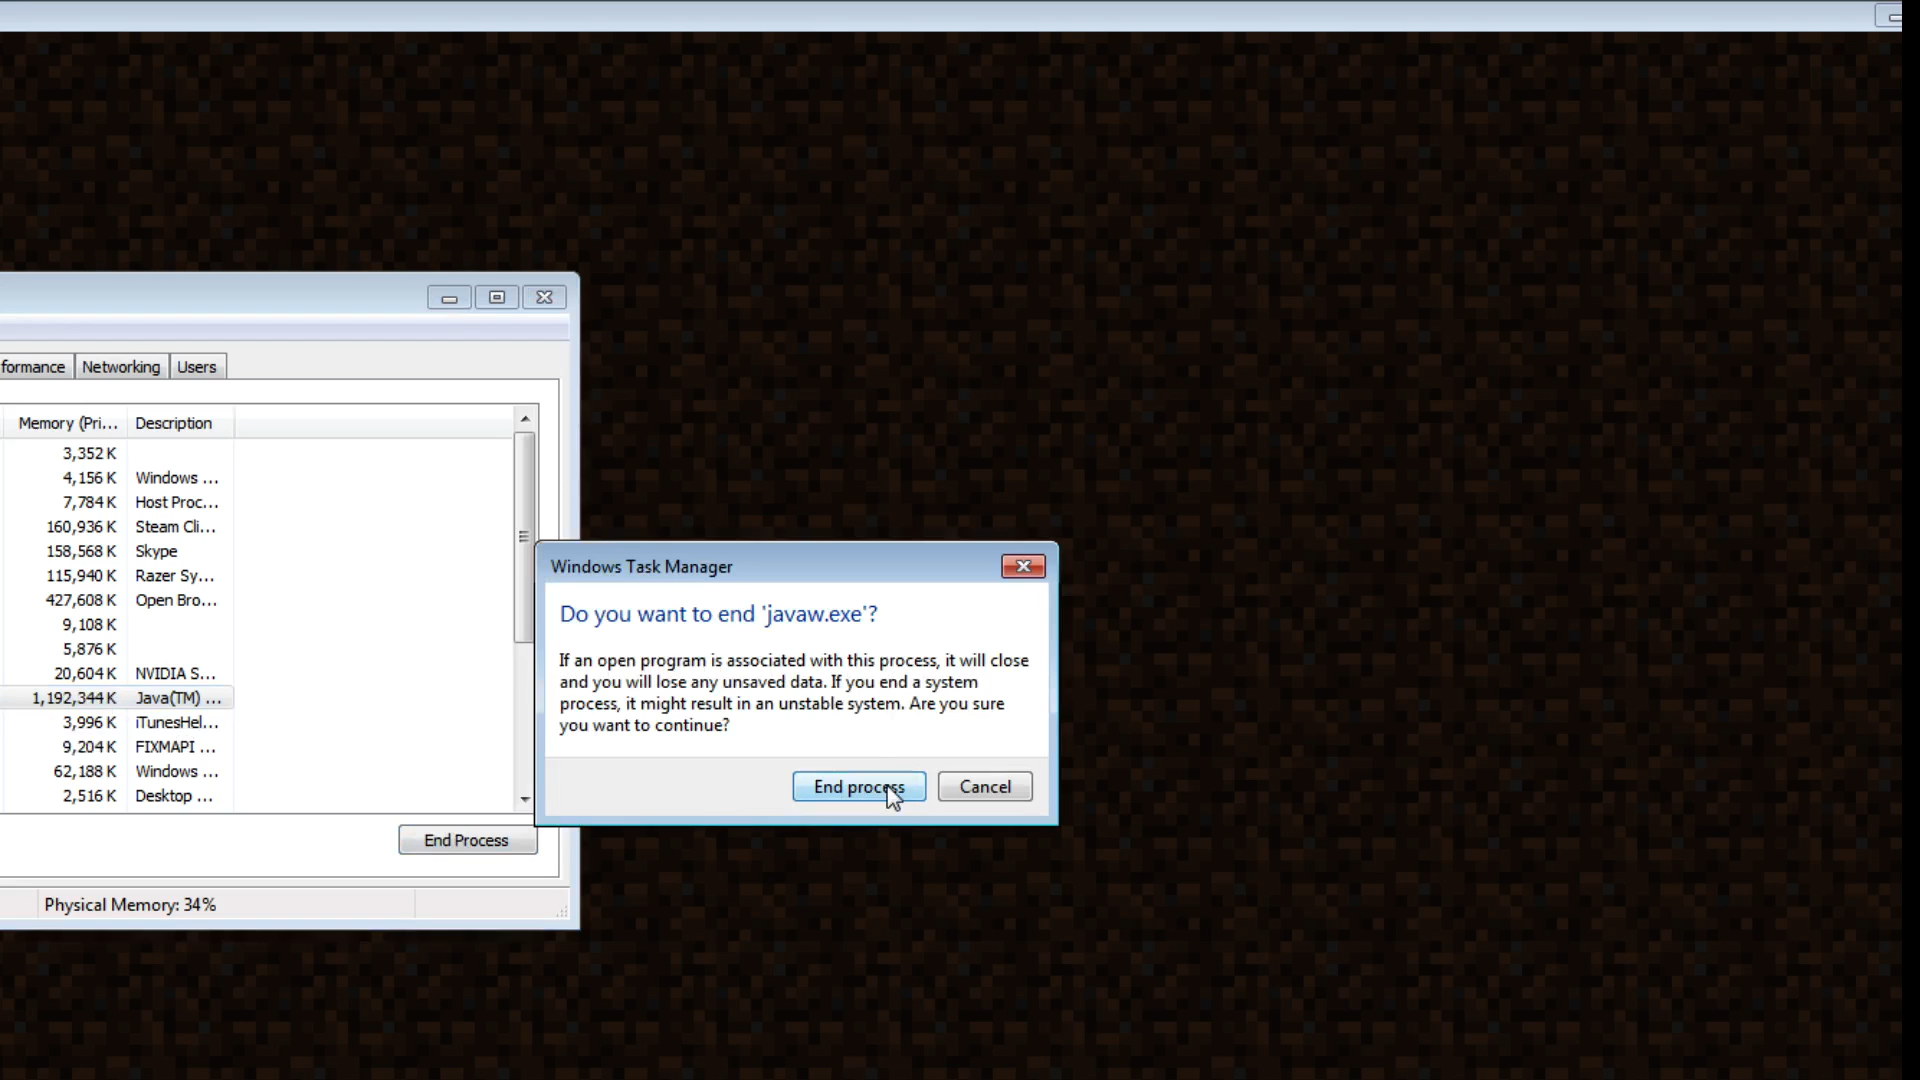 formance Networking Users
Memory (Pri... Description
3,352 K
4,156 K Windows ...
7,784 K Host Proc...
160,936 K Steam Cli...
158,568 K Skype
115,940 K Razer Sy...
427,608 K Open Bro...
9,108 K
5,876 K
20,604 K NVIDIA S...
1,192,344 K Java(TM) ...
3,996 K iTunesHel...
9,204 K FIXMAPI ...
62,188 K Windows ...
2,516 K Desktop ...
End Process
Physical Memory: 34%
Windows Task Manager
Do you want to end 'javaw.exe'?
If an open program is associated with this process, it will close
and you will lose any unsaved data. If you end a system
process, it might result in an unstable system. Are you sure
you want to continue?
End process Cancel